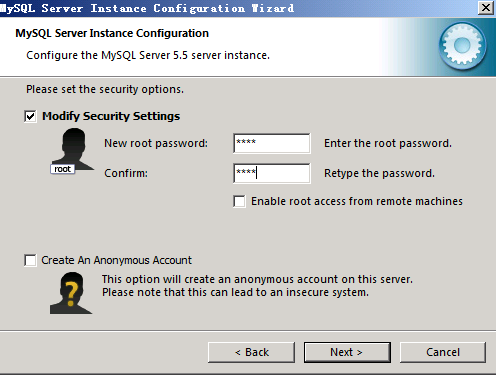 MySQL Server Instance Configuration Wizard
MySQL Server Instance Configuration
Configure the MySQL Server 5.5 server instance.
Please set the security options.
Modify Security Settings
New root password: **** Enter the root password.
root
Confirm: **** Retype the password.
Enable root access from remote machines
Create An Anonymous Account
This option will create an anonymous account on this server.
Please note that this can lead to an insecure system.
< Back Next > Cancel